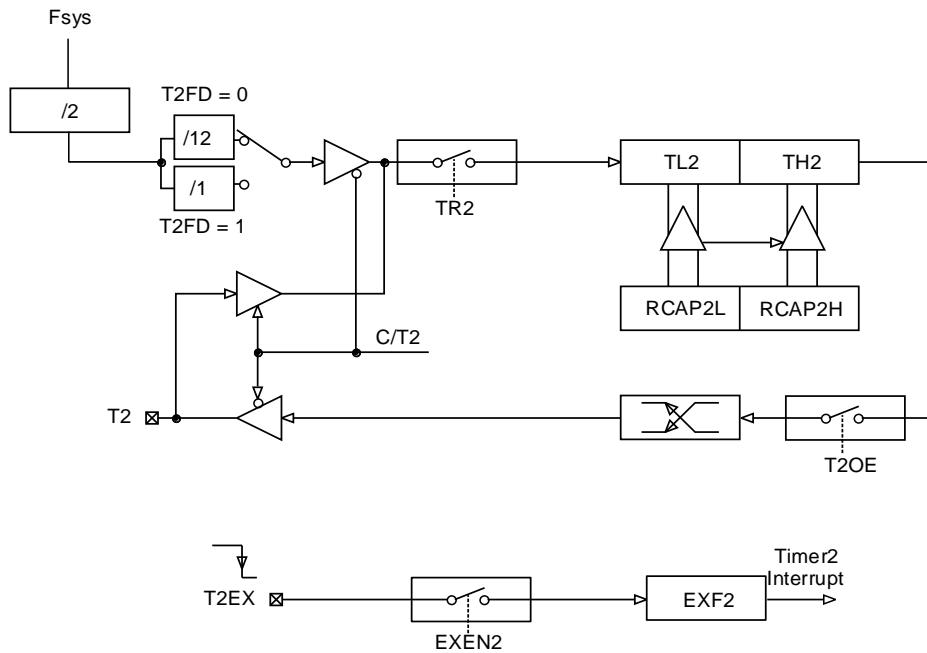 Fsys
/2
T2FD = 0
/12
/1
T2FD = 1
TR2
TL2
TH2
RCAP2L
RCAP2H
C/T2
T2
T2OE
T2EX
EXEN2
EXF2
Timer2
Interrupt